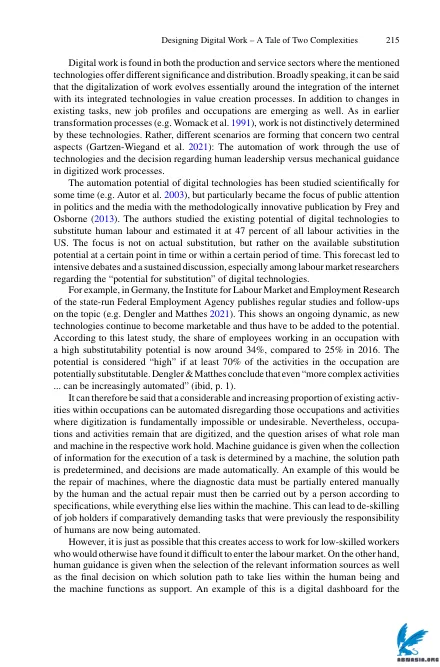 Designing Digital Work – A Tale of Two Complexities 215
Digital work is found in both the production and service sectors where the mentioned
technologies offer different significance and distribution. Broadly speaking, it can be said
that the digitalization of work evolves essentially around the integration of the internet
with its integrated technologies in value creation processes. In addition to changes in
existing tasks, new job profiles and occupations are emerging as well. As in earlier
transformation processes (e.g. Womack et al. 1991), work is not distinctively determined
by these technologies. Rather, different scenarios are forming that concern two central
aspects (Gartzen-Wiegand et al. 2021): The automation of work through the use of
technologies and the decision regarding human leadership versus mechanical guidance
in digitized work processes.
The automation potential of digital technologies has been studied scientifically for
some time (e.g. Autor et al. 2003), but particularly became the focus of public attention
in politics and the media with the methodologically innovative publication by Frey and
Osborne (2013). The authors studied the existing potential of digital technologies to
substitute human labour and estimated it at 47 percent of all labour activities in the
US. The focus is not on actual substitution, but rather on the available substitution
potential at a certain point in time or within a certain period of time. This forecast led to
intensive debates and a sustained discussion, especially among labour market researchers
regarding the “potential for substitution” of digital technologies.
For example, in Germany, the Institute for Labour Market and Employment Research
of the state-run Federal Employment Agency publishes regular studies and follow-ups
on the topic (e.g. Dengler and Matthes 2021). This shows an ongoing dynamic, as new
technologies continue to become marketable and thus have to be added to the potential.
According to this latest study, the share of employees working in an occupation with
a high substitutability potential is now around 34%, compared to 25% in 2016. The
potential is considered “high” if at least 70% of the activities in the occupation are
potentially substitutable. Dengler & Matthes conclude that even “more complex activities
... can be increasingly automated” (ibid, p. 1).
It can therefore be said that a considerable and increasing proportion of existing activ-
ities within occupations can be automated disregarding those occupations and activities
where digitization is fundamentally impossible or undesirable. Nevertheless, occupa-
tions and activities remain that are digitized, and the question arises of what role man
and machine in the respective work hold. Machine guidance is given when the collection
of information for the execution of a task is determined by a machine, the solution path
is predetermined, and decisions are made automatically. An example of this would be
the repair of machines, where the diagnostic data must be partially entered manually
by the human and the actual repair must then be carried out by a person according to
specifications, while everything else lies within the machine. This can lead to de-skilling
of job holders if comparatively demanding tasks that were previously the responsibility
of humans are now being automated.
However, it is just as possible that this creates access to work for low-skilled workers
who would otherwise have found it difficult to enter the labour market. On the other hand,
human guidance is given when the selection of the relevant information sources as well
as the final decision on which solution path to take lies within the human being and
the machine functions as support. An example of this is a digital dashboard for the